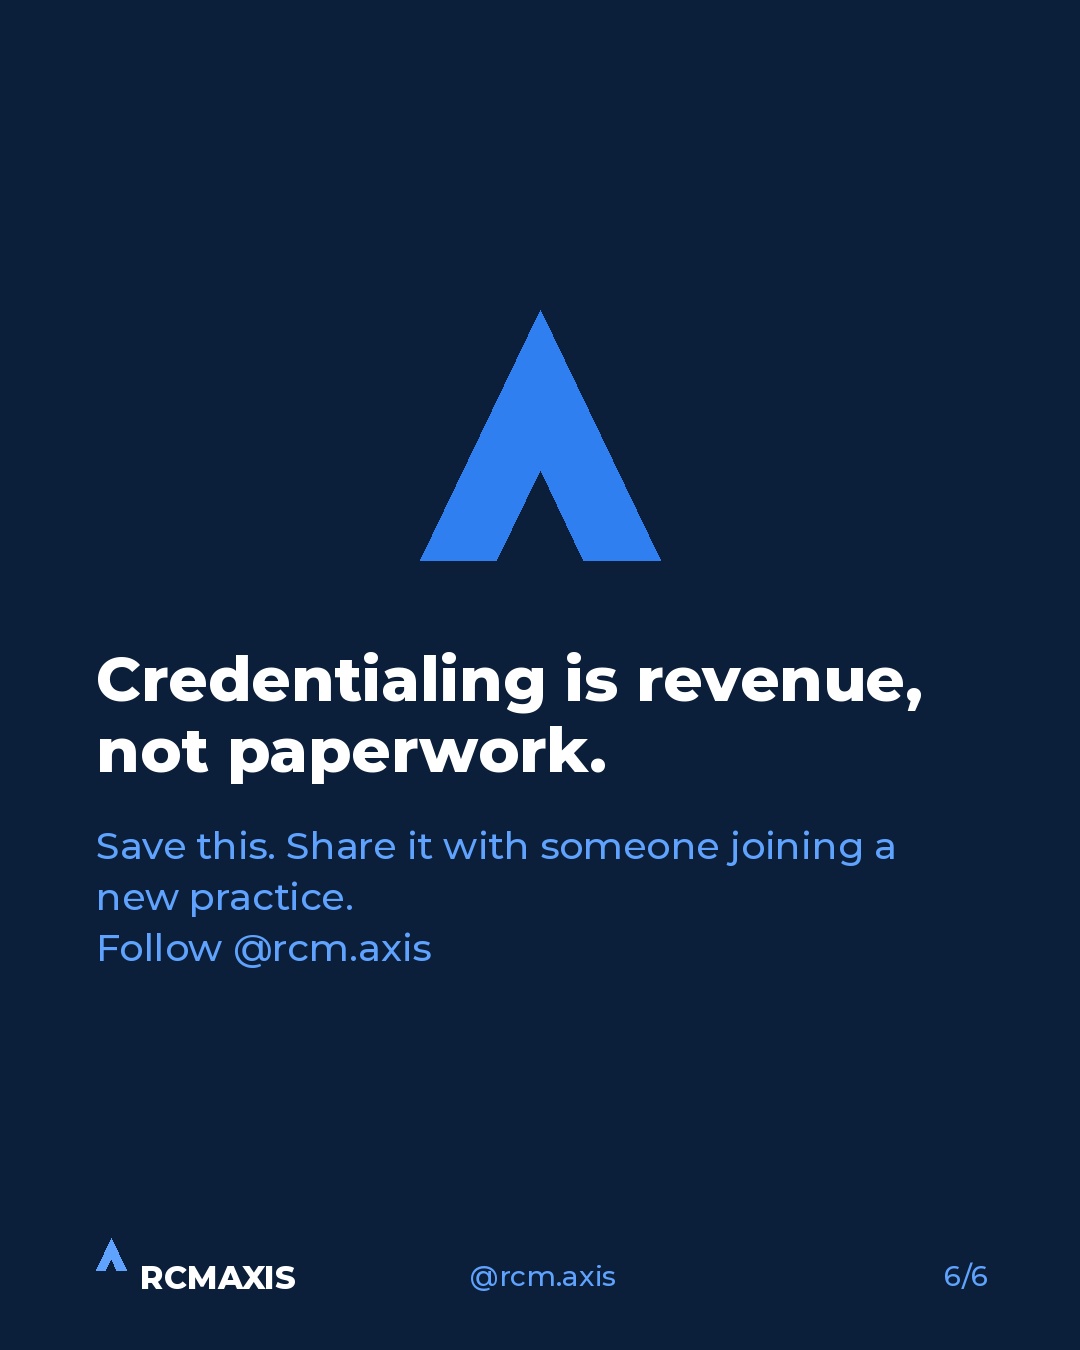 Credentialing is revenue,
not paperwork.
Save this. Share it with someone joining a
new practice.
Follow @rcm.axis
RCMAXIS
@rcm.axis
6/6